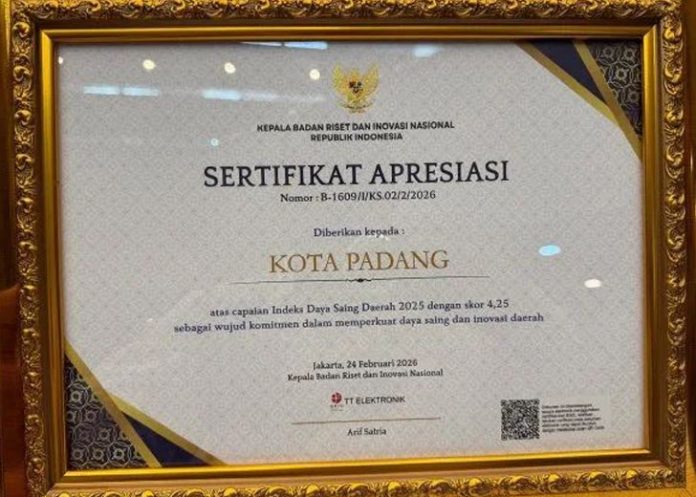 KEPALA BADAN RISET DAN INOVASI NASIONAL
REPUBLIK INDONESIA
SERTIFIKAT APRESIASI
Nomor : B-1609/I/KS.02/2/2026
Diberikan kepada :
KOTA PADANG
atas capaian Indeks Daya Saing Daerah 2025 dengan skor 4,25
sebagai wujud komitmen dalam memperkuat daya saing dan inovasi daerah
Jakarta, 24 Februari 2026
Kepala Badan Riset dan Inovasi Nasional
TT ELEKTRONIK
Arif Satria